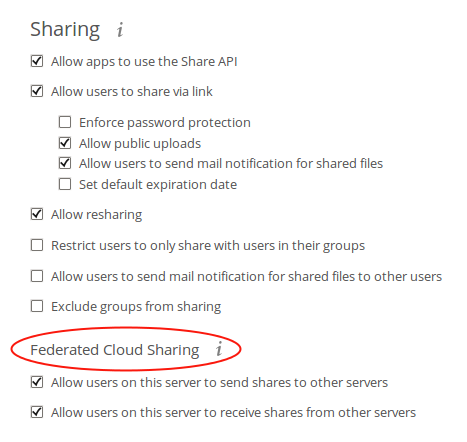 Sharing i
Allow apps to use the Share API
Allow users to share via link
Enforce password protection
Allow public uploads
Allow users to send mail notification for shared files
Set default expiration date
Allow resharing
Restrict users to only share with users in their groups
Allow users to send mail notification for shared files to other users
Exclude groups from sharing
Federated Cloud Sharing i
Allow users on this server to send shares to other servers
Allow users on this server to receive shares from other servers